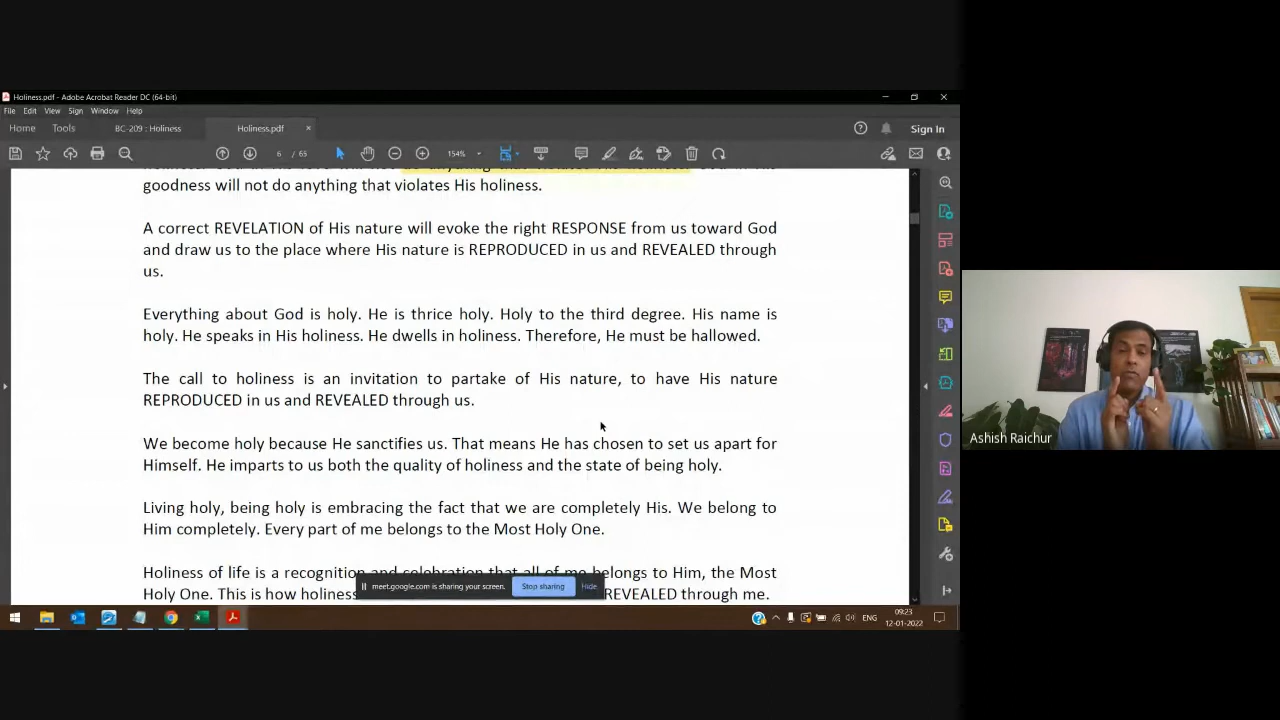 Holiness.pdf - Adobe Acrobat Reader DC (64-bit)
File Edit View Sign Window Help
Home Tools BC-209 : Holiness Holiness.pdf × Sign In
6 / 65 154%
goodness will not do anything that violates His holiness.
A correct REVELATION of His nature will evoke the right RESPONSE from us toward God
and draw us to the place where His nature is REPRODUCED in us and REVEALED through
us.
Everything about God is holy. He is thrice holy. Holy to the third degree. His name is
holy. He speaks in His holiness. He dwells in holiness. Therefore, He must be hallowed.
The call to holiness is an invitation to partake of His nature, to have His nature
REPRODUCED in us and REVEALED through us.
We become holy because He sanctifies us. That means He has chosen to set us apart for
Himself. He imparts to us both the quality of holiness and the state of being holy.
Living holy, being holy is embracing the fact that we are completely His. We belong to
Him completely. Every part of me belongs to the Most Holy One.
Holiness of life is a recognition and celebration that all of me belongs to Him, the Most
Holy One. This is how holiness REVEALED through me.
meet.google.com is sharing your screen. Stop sharing Hide
ENG
09:23
12-01-2022
Ashish Raichur